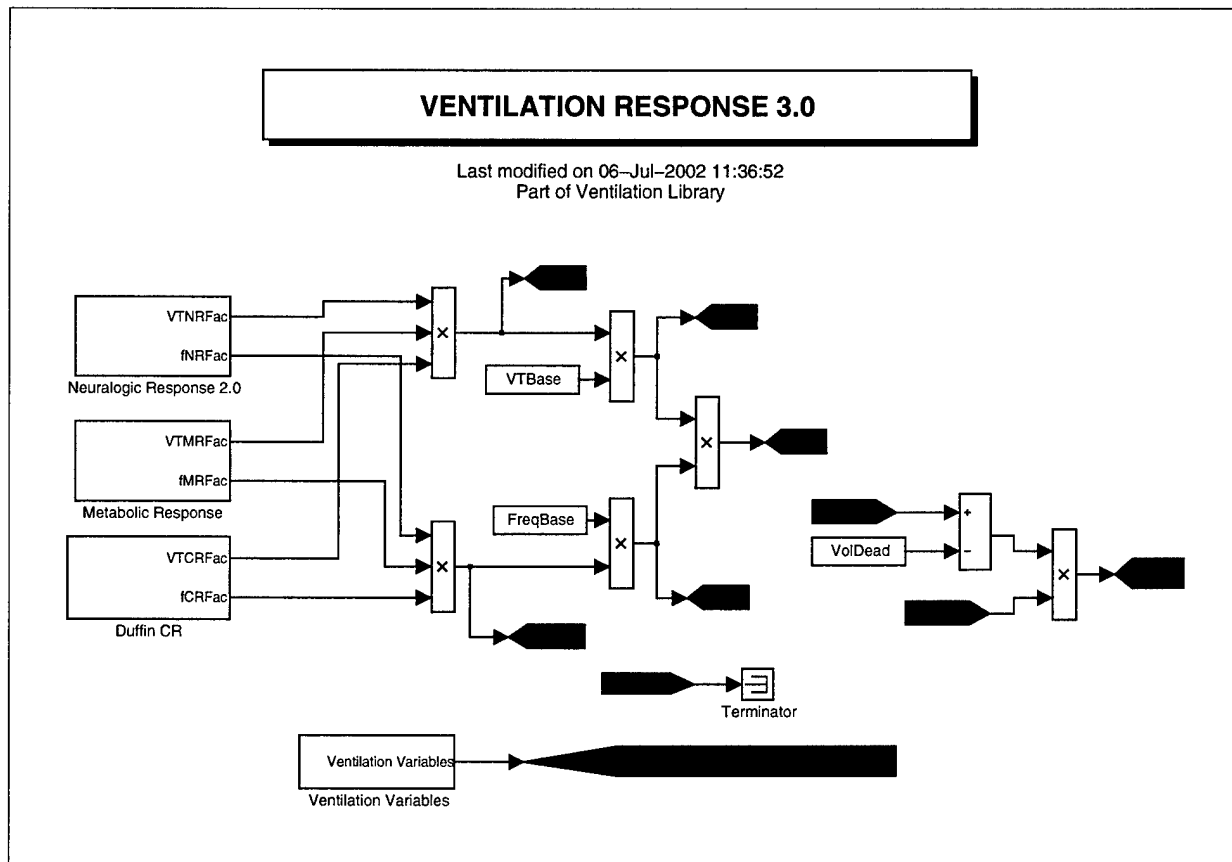 VENTILATION RESPONSE 3.0
Last modified on 06–Jul–2002 11:36:52
Part of Ventilation Library
VTNRFac
fNRFac
Neuralogic Response 2.0
VTMRFac
fMRFac
Metabolic Response
VTCRFac
fCRFac
Duffin CR
×
×
VTBase
×
×
FreqBase
×
+
−
VolDead
×
Terminator
Ventilation Variables
Ventilation Variables